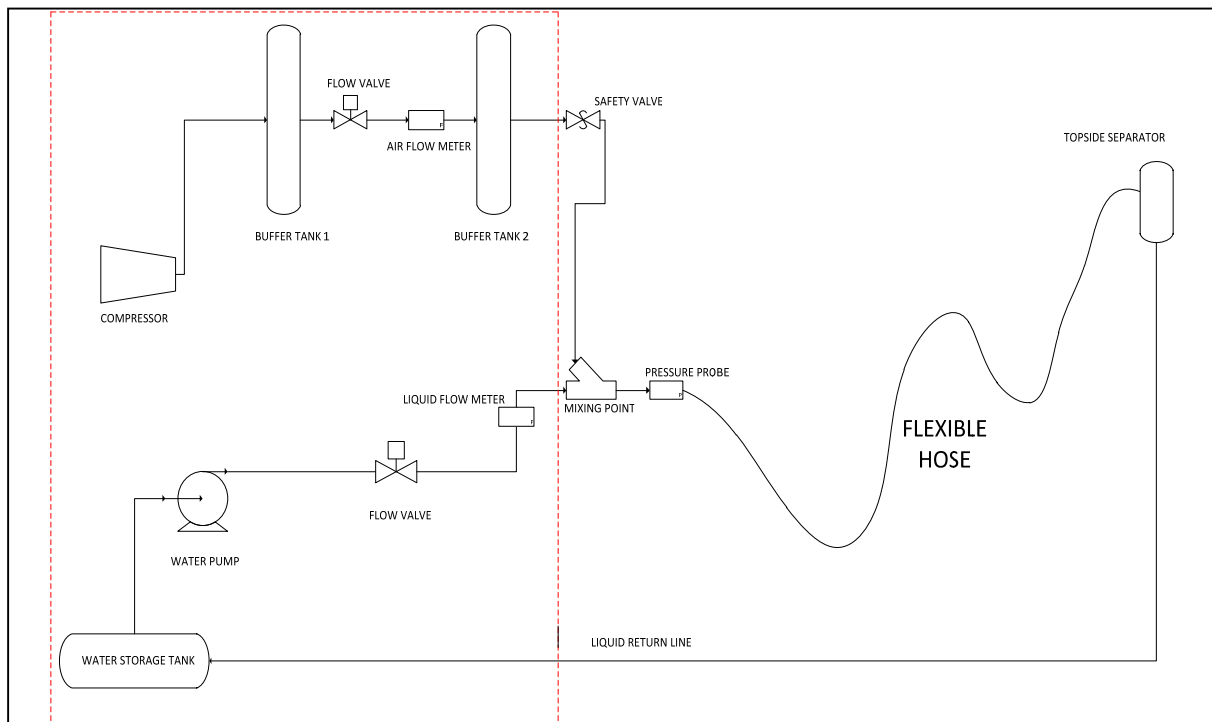 FLOW VALVE
SAFETY VALVE
F
AIR FLOW METER
TOPSIDE SEPARATOR
BUFFER TANK 1
BUFFER TANK 2
COMPRESSOR
PRESSURE PROBE
P
LIQUID FLOW METER
F
MIXING POINT
FLEXIBLE
HOSE
FLOW VALVE
WATER PUMP
LIQUID RETURN LINE
WATER STORAGE TANK